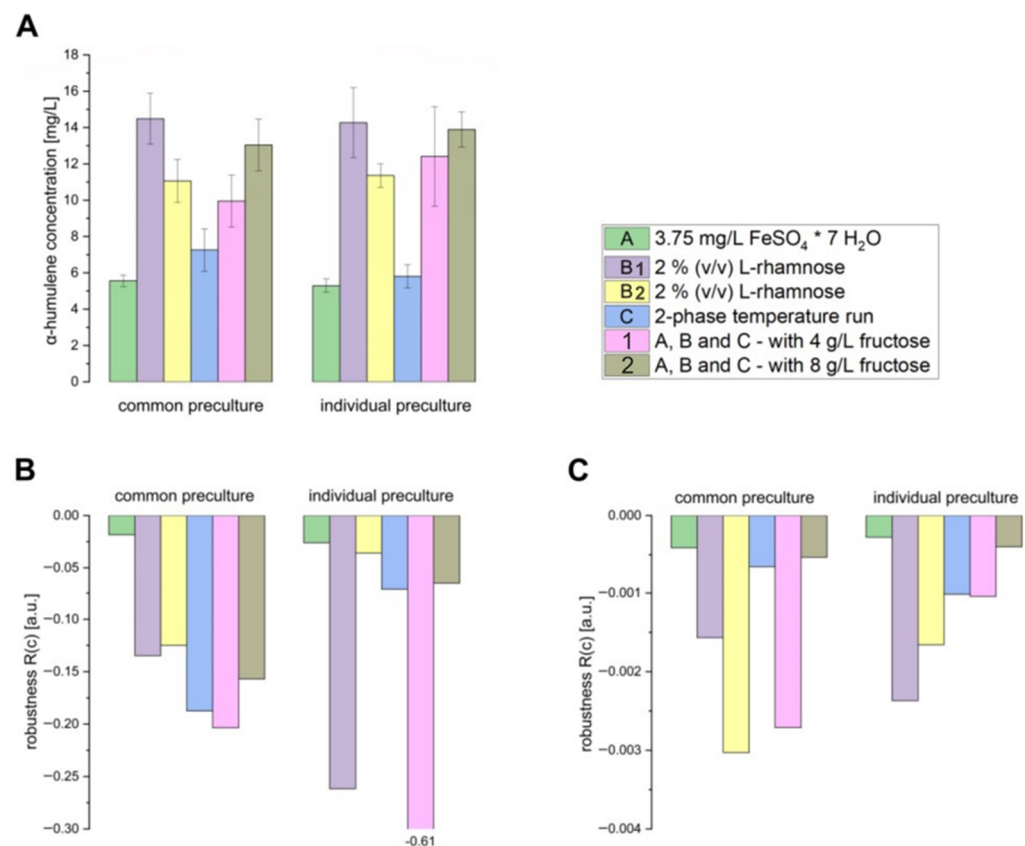 A
α-humulene concentration [mg/L]
18
16
14
12
10
8
6
4
2
0
common preculture
individual preculture
A 3.75 mg/L FeSO4 * 7 H2O
B1 2 % (v/v) L-rhamnose
B2 2 % (v/v) L-rhamnose
C 2-phase temperature run
1 A, B and C - with 4 g/L fructose
2 A, B and C - with 8 g/L fructose
B
common preculture
individual preculture
robustness R(c) [a.u.]
0.00
−0.05
−0.10
−0.15
−0.20
−0.25
−0.30
-0.61
C
common preculture
individual preculture
robustness R(c) [a.u.]
0.000
−0.001
−0.002
−0.003
−0.004